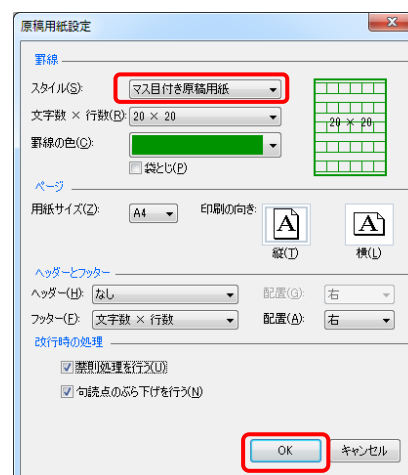 原稿用紙設定
罫線
スタイル(S): マス目付き原稿用紙
文字数 × 行数(R): 20 × 20
20 × 20
罫線の色(C):
袋とじ(P)
ページ
用紙サイズ(Z): A4 印刷の向き: A A
縦(T) 横(L)
ヘッダーとフッター
ヘッダー(H): なし 配置(G): 右
フッター(F): 文字数 × 行数 配置(A): 右
改行時の処理
禁則処理を行う(U)
句読点のぶら下げを行う(N)
OK キャンセル